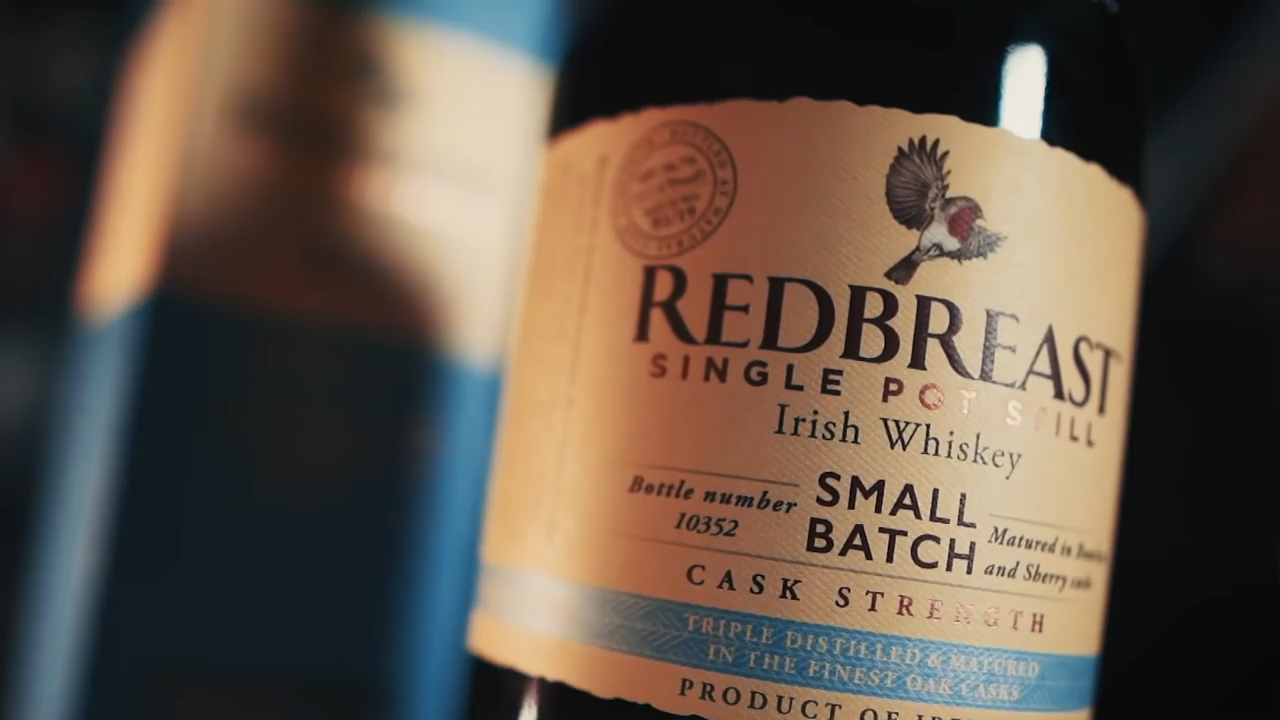 REDBREAST
SINGLE POT STILL
Irish Whiskey
Bottle number
10352
SMALL
BATCH
Matured in
and Sherry
CASK STRENGTH
TRIPLE DISTILLED & MATURED
IN THE FINEST OAK CASKS
PRODUCT OF